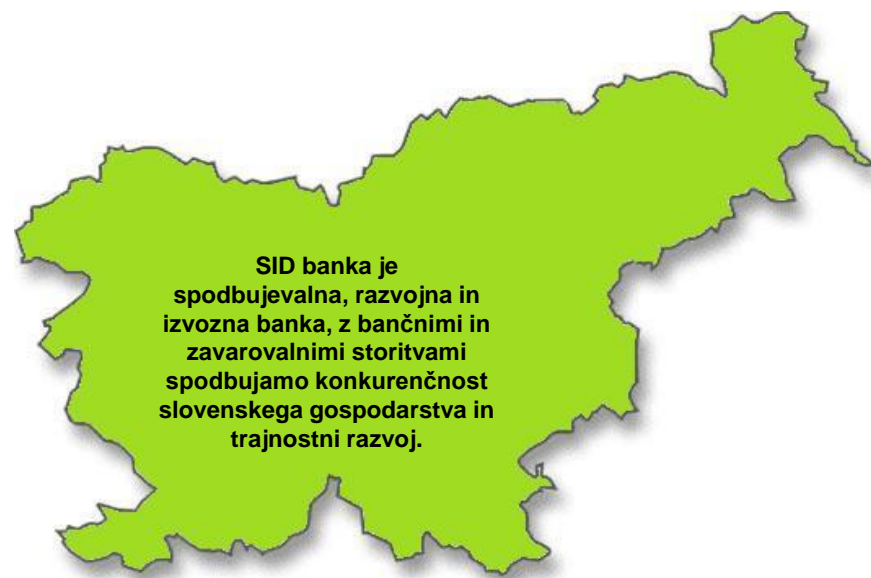 SID banka je
spodbujevalna, razvojna in
izvozna banka, z bančnimi in
zavarovalnimi storitvami
spodbujamo konkurenčnost
slovenskega gospodarstva in
trajnostni razvoj.